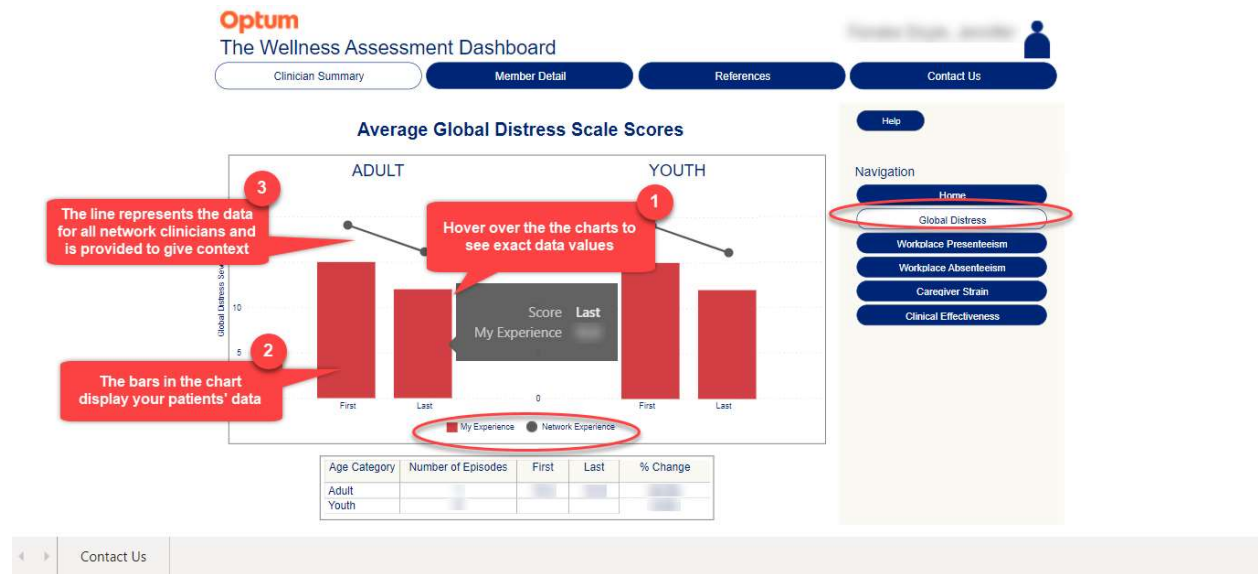 Optum
The Wellness Assessment Dashboard
Clinician Summary
Member Detail
References
Contact Us
Average Global Distress Scale Scores
Help
ADULT
YOUTH
Navigation
3
1
The line represents the data
for all network clinicians and
is provided to give context
Hover over the the charts to
see exact data values
Home
Global Distress
Workplace Presenteeism
Workplace Absenteeism
Caregiver Strain
Clinical Effectiveness
Global Distress
10
Score Last
My Experience
5
2
The bars in the chart
display your patients' data
0
First
Last
First
Last
My Experience
Network Experience
Age Category Number of Episodes First Last % Change
Adult
Youth
Contact Us